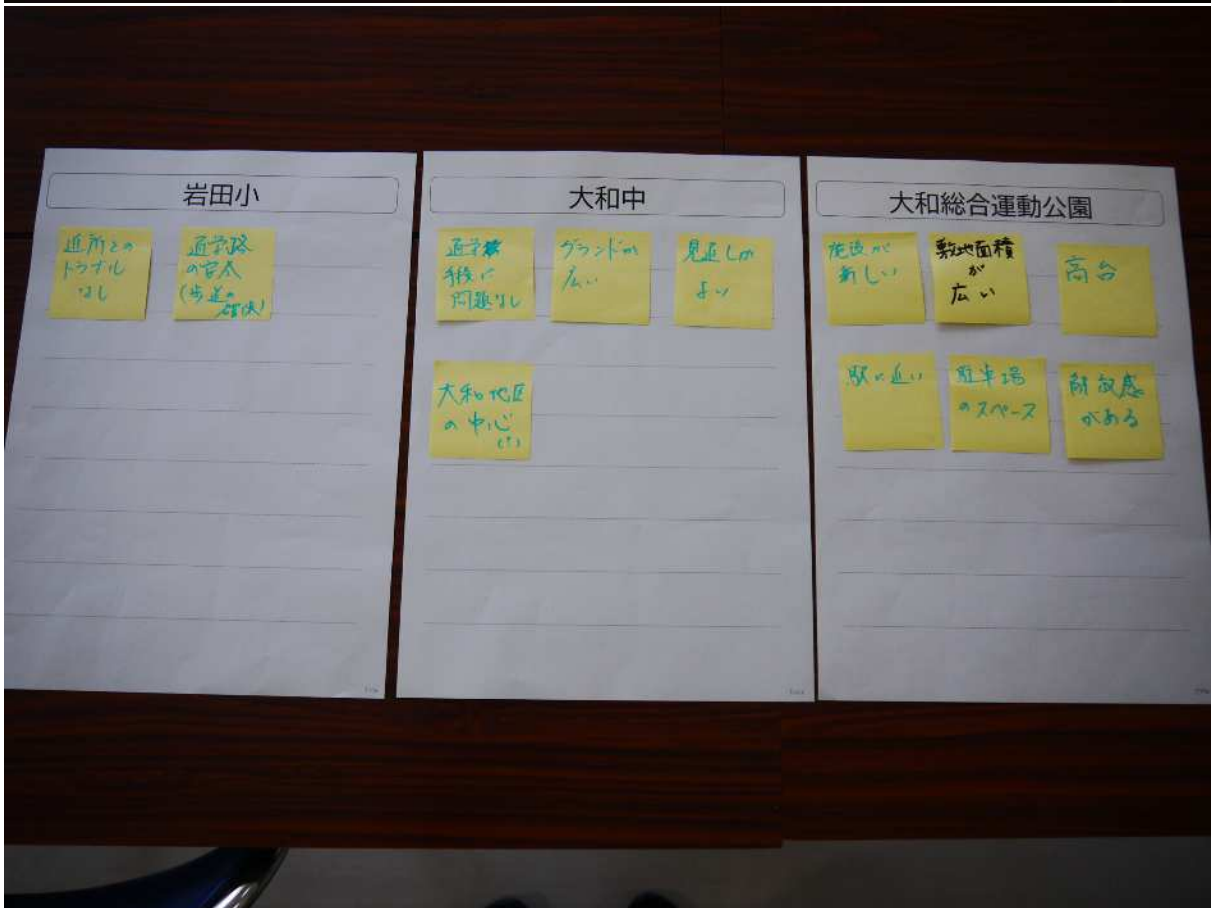 岩田小
近所との
トラブル
なし
通学路
の安全
(歩道の
確保)
大和中
通学
手段に
問題なし
グランドが
広い
見通しが
よい
大和地区
の中心
(?)
大和総合運動公園
施設が
新しい
敷地面積
が
広い
高台
駅に近い
駐車場
のスペース
開放感
がある